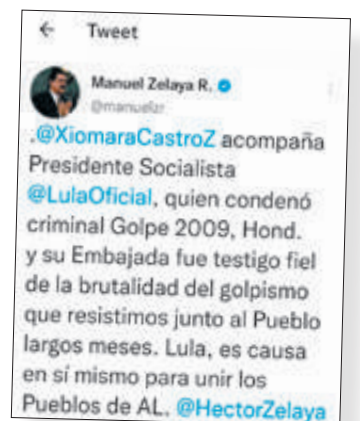 ← Tweet
Manuel Zelaya R.
@manuelzr
.@XiomaraCastroZ acompaña
Presidente Socialista
@LulaOficial, quien condenó
criminal Golpe 2009, Hond.
y su Embajada fue testigo fiel
de la brutalidad del golpismo
que resistimos junto al Pueblo
largos meses. Lula, es causa
en sí mismo para unir los
Pueblos de AL. @HectorZelaya